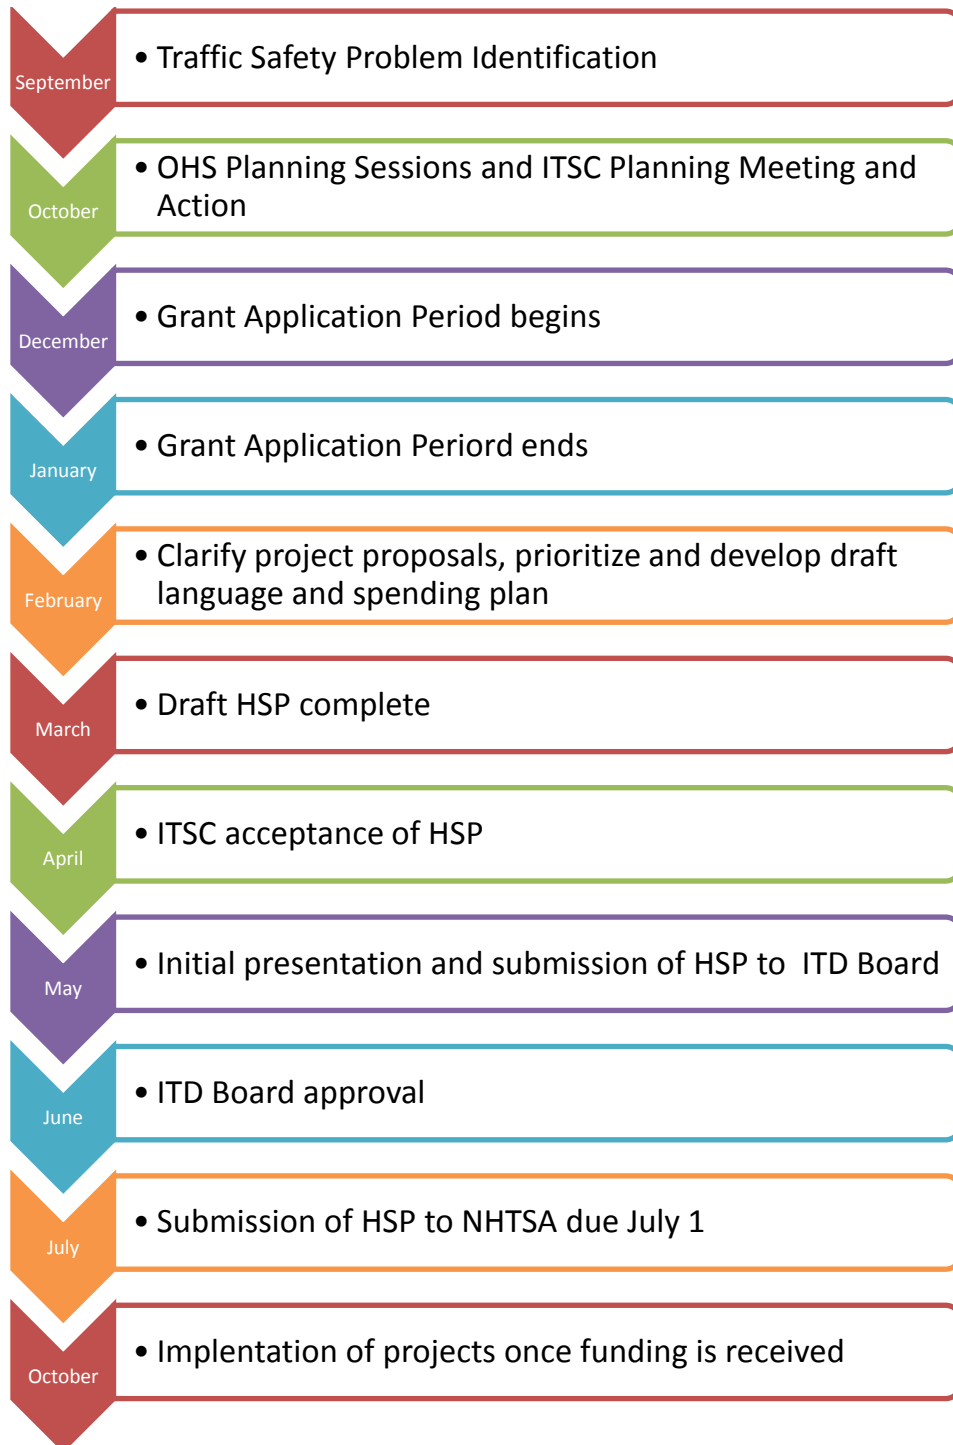 September
• Traffic Safety Problem Identification
October
• OHS Planning Sessions and ITSC Planning Meeting and
Action
December
• Grant Application Period begins
January
• Grant Application Periord ends
February
• Clarify project proposals, prioritize and develop draft
language and spending plan
March
• Draft HSP complete
April
• ITSC acceptance of HSP
May
• Initial presentation and submission of HSP to  ITD Board
June
• ITD Board approval
July
• Submission of HSP to NHTSA due July 1
October
• Implentation of projects once funding is received